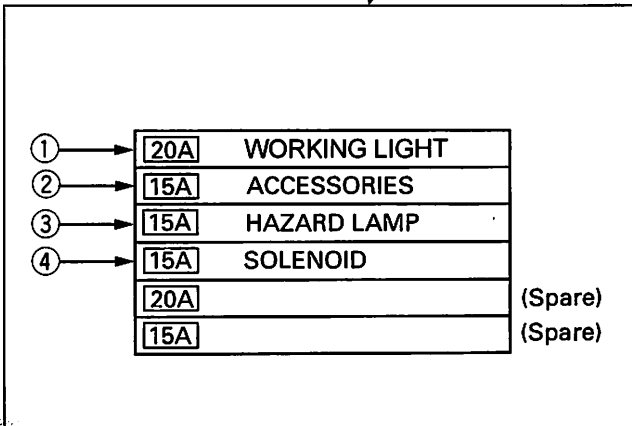 ① 20A WORKING LIGHT
② 15A ACCESSORIES
③ 15A HAZARD LAMP
④ 15A SOLENOID
20A (Spare)
15A (Spare)